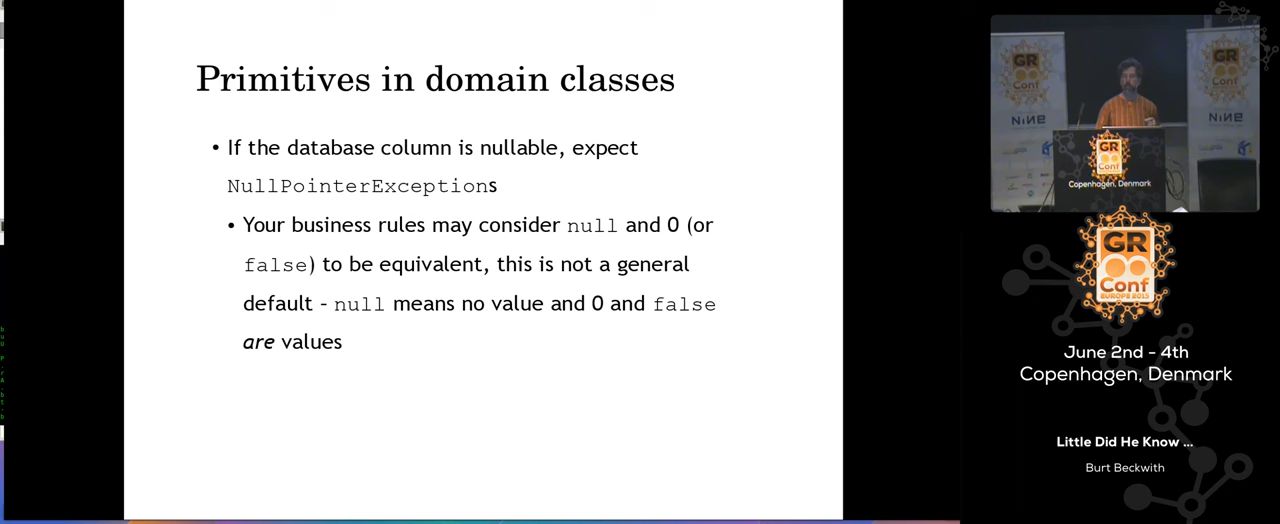 Primitives in domain classes
• If the database column is nullable, expect
NullPointerExceptions
• Your business rules may consider null and 0 (or
false) to be equivalent, this is not a general
default - null means no value and 0 and false
are values
GR
Conf
NINE
GR
Conf
NINE
GR
Conf
Copenhagen, Denmark
GR
Conf
EUROPE 2015
June 2nd - 4th
Copenhagen, Denmark
Little Did He Know ...
Burt Beckwith